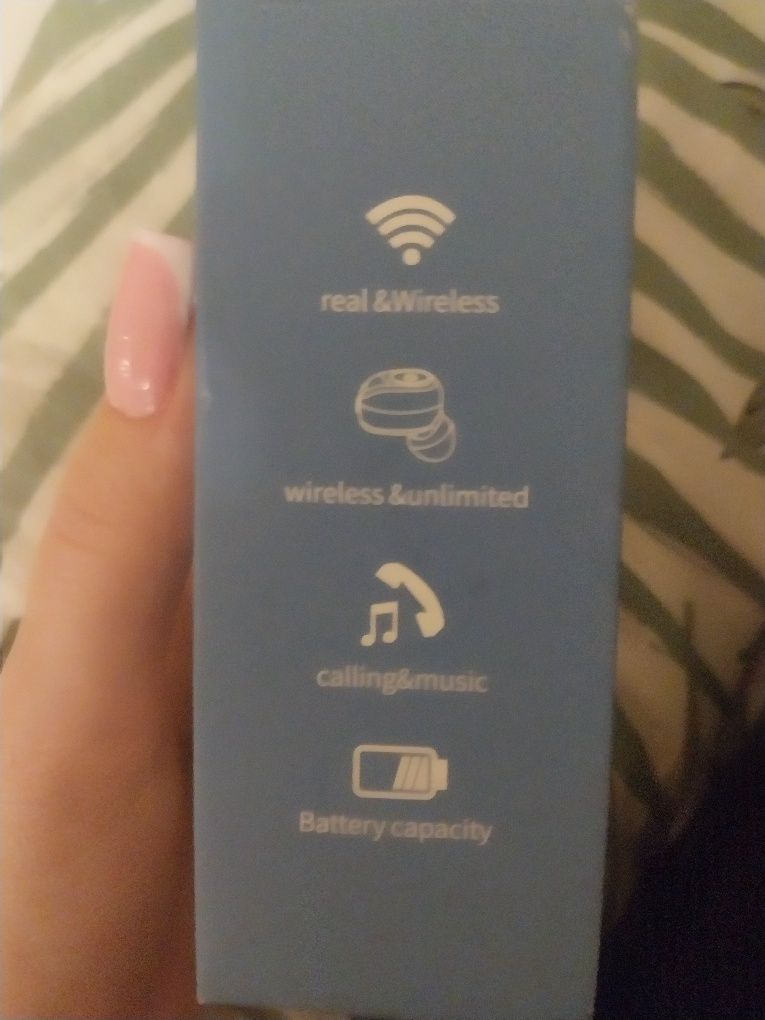 real &Wireless
wireless &unlimited
calling&music
Battery capacity